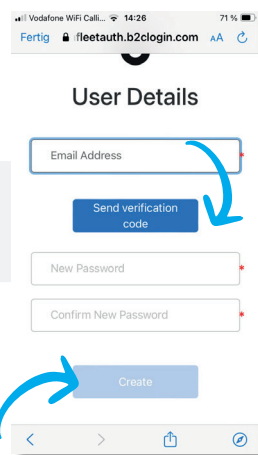 Vodafone WiFi Calli... 14:26 71 %
Fertig fleetauth.b2clogin.com AA
User Details
Email Address *
Send verification
code
New Password *
Confirm New Password *
Create